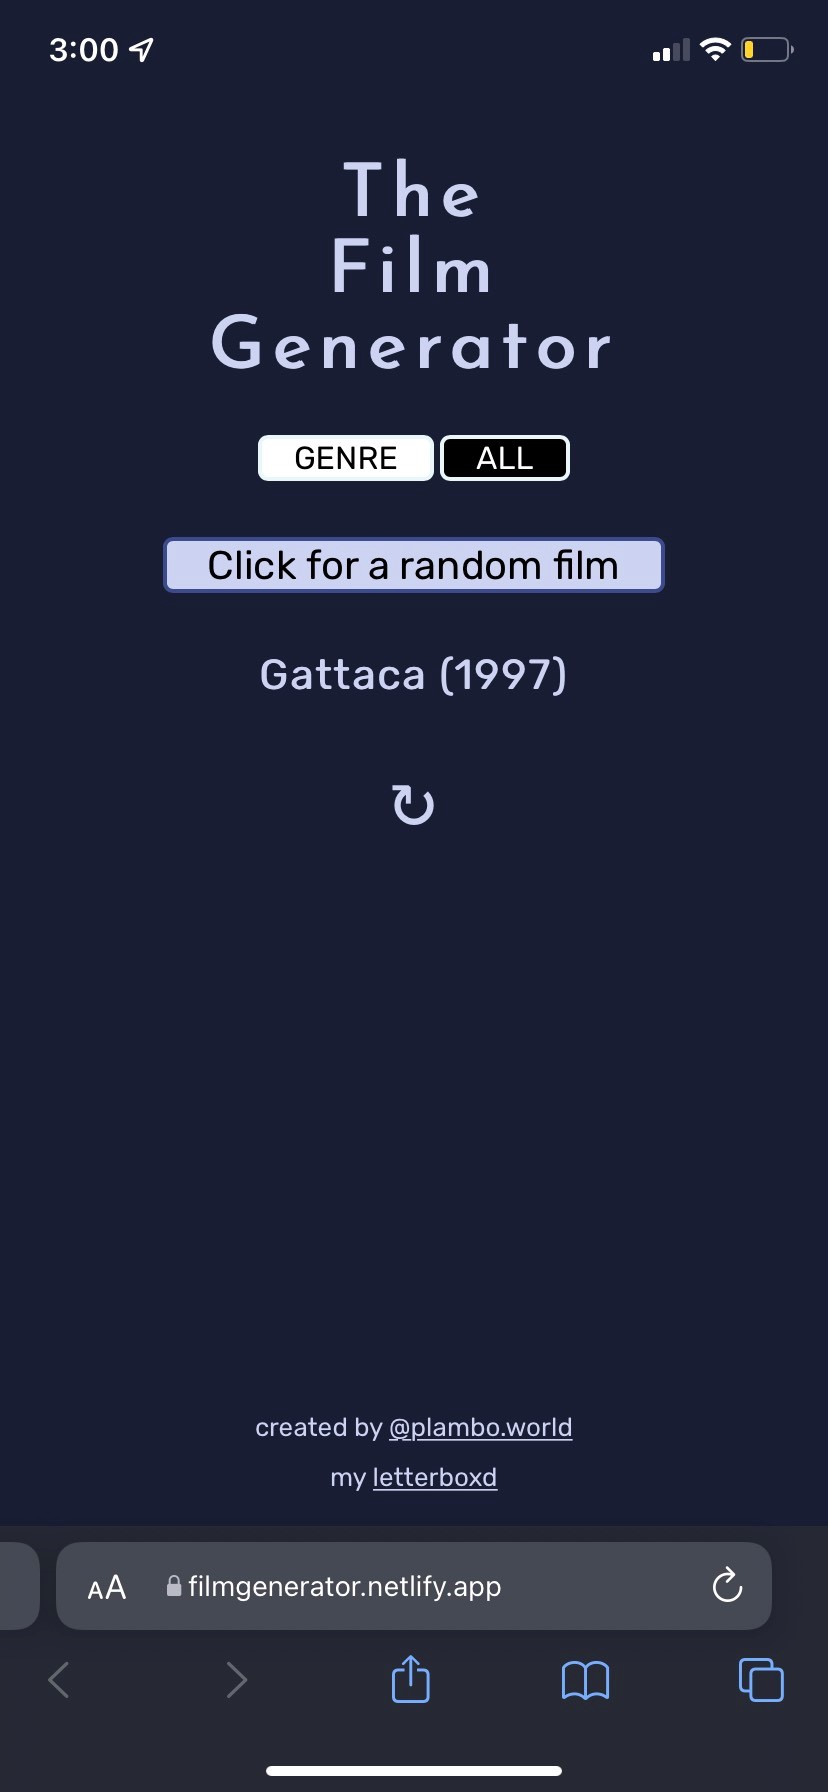 3:00
The
Film
Generator
GENRE ALL
Click for a random film
Gattaca (1997)
↻
created by @plambo.world
my letterboxd
AA filmgenerator.netlify.app